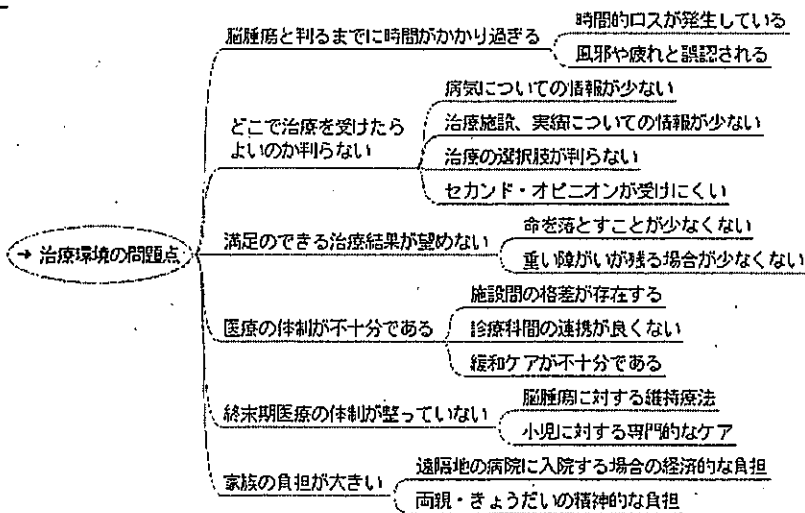 脳腫瘍と判るまでに時間がかかり過ぎる
時間的ロスが発生している
風邪や疲れと誤認される
どこで治療を受けたら
よいのか判らない
病気についての情報が少ない
治療施設、実績についての情報が少ない
治療の選択肢が判らない
セカンド・オピニオンが受けにくい
→ 治療環境の問題点
満足のできる治療結果が望めない
命を落とすことが少なくない
重い障がいが残る場合が少なくない
医療の体制が不十分である
施設間の格差が存在する
診療科間の連携が良くない
緩和ケアが不十分である
終末期医療の体制が整っていない
脳腫瘍に対する維持療法
小児に対する専門的なケア
家族の負担が大きい
遠隔地の病院に入院する場合の経済的な負担
両親・きょうだいの精神的な負担